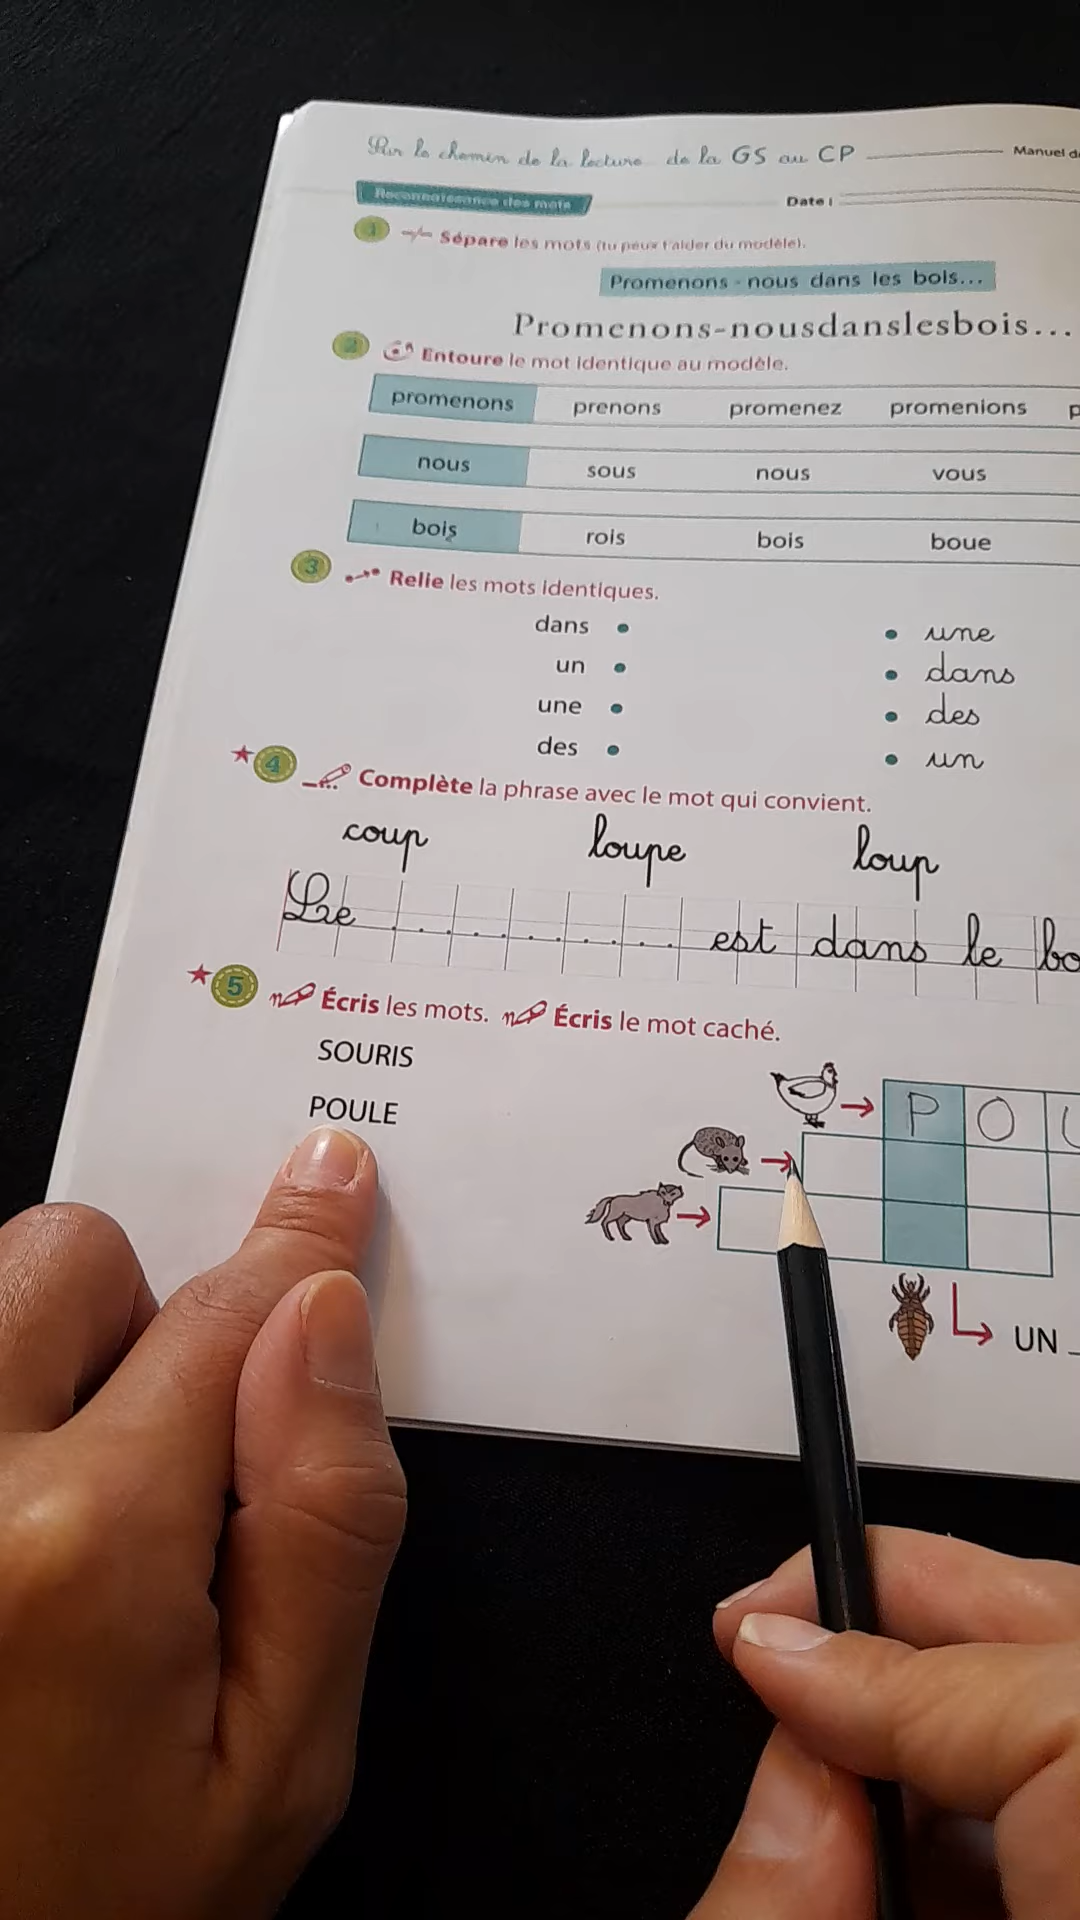 Sur le chemin de la lecture de la GS au CP
Manuel
Reconnaissance des mots
Date :
1 Sépare les mots (tu peux t'aider du modèle).
Promenons - nous dans les bois...
Promenons-nousdanslesbois...
2 Entoure le mot identique au modèle.
promenons prenons promenez promenions
nous sous nous vous
bois rois bois boue
3 Relie les mots identiques.
dans • • une
un • • dans
une • • des
des • • un
4 Complète la phrase avec le mot qui convient.
coup loupe loup
Le .......... est dans le bo
5 Écris les mots. Écris le mot caché.
SOURIS
POULE
P O
UN